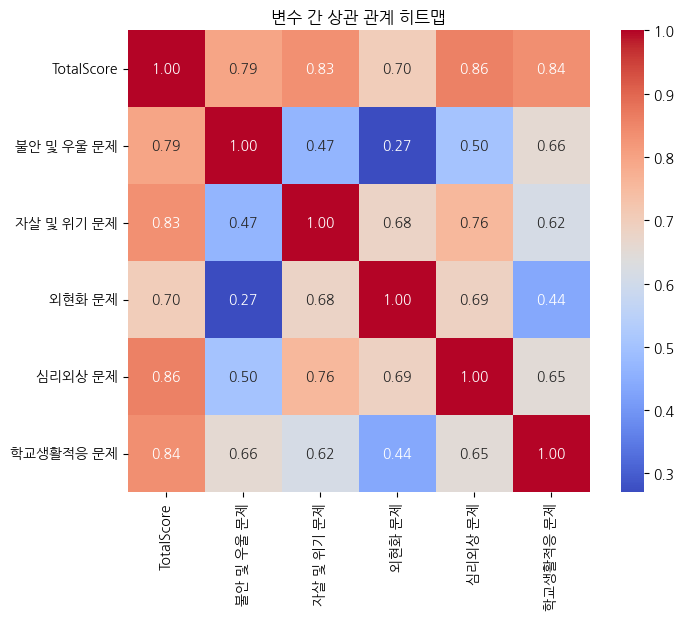 변수 간 상관 관계 히트맵
TotalScore 1.00 0.79 0.83 0.70 0.86 0.84
불안 및 우울 문제 0.79 1.00 0.47 0.27 0.50 0.66
자살 및 위기 문제 0.83 0.47 1.00 0.68 0.76 0.62
외현화 문제 0.70 0.27 0.68 1.00 0.69 0.44
심리외상 문제 0.86 0.50 0.76 0.69 1.00 0.65
학교생활적응 문제 0.84 0.66 0.62 0.44 0.65 1.00
TotalScore
불안 및 우울 문제
자살 및 위기 문제
외현화 문제
심리외상 문제
학교생활적응 문제
1.0
0.9
0.8
0.7
0.6
0.5
0.4
0.3